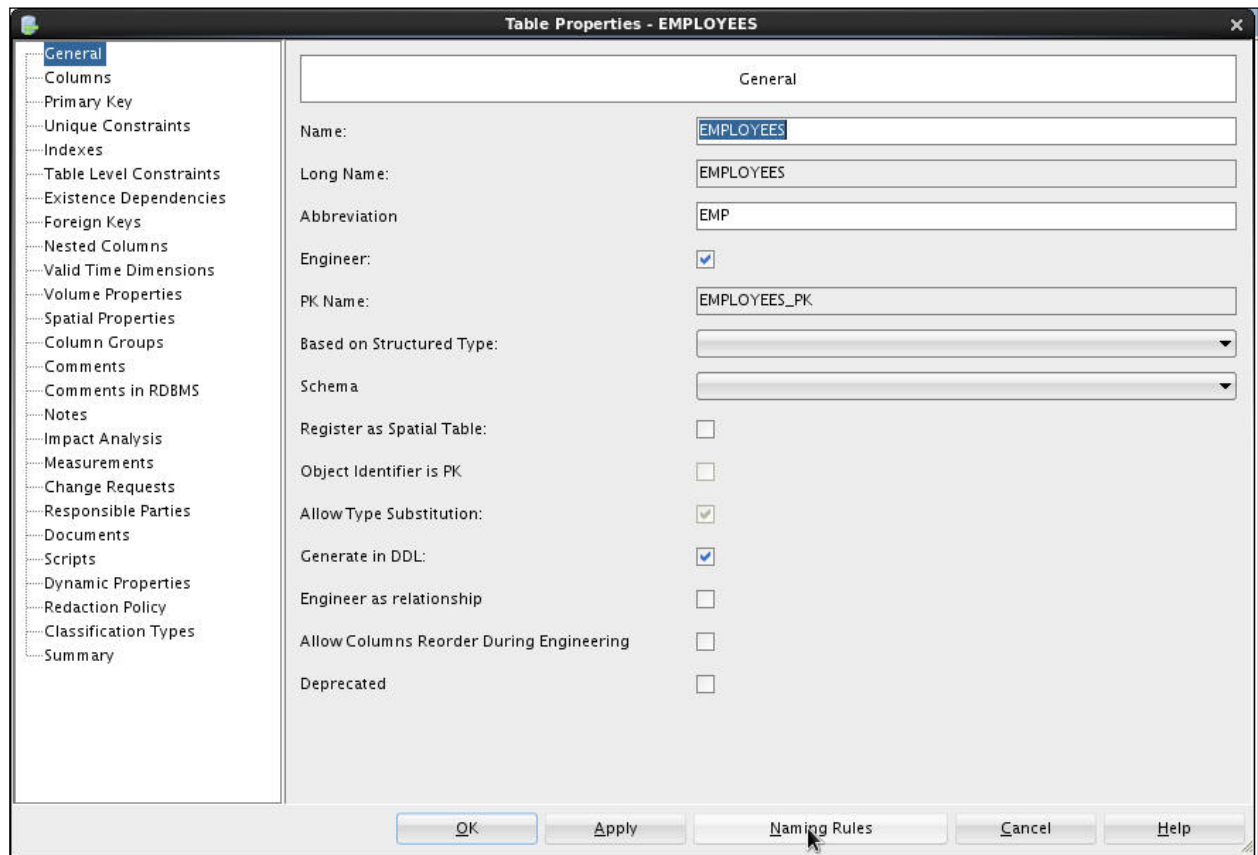 Table Properties - EMPLOYEES
General
Columns
Primary Key
Unique Constraints
Indexes
Table Level Constraints
Existence Dependencies
Foreign Keys
Nested Columns
Valid Time Dimensions
Volume Properties
Spatial Properties
Column Groups
Comments
Comments in RDBMS
Notes
Impact Analysis
Measurements
Change Requests
Responsible Parties
Documents
Scripts
Dynamic Properties
Redaction Policy
Classification Types
Summary
General
Name: EMPLOYEES
Long Name: EMPLOYEES
Abbreviation EMP
Engineer:
PK Name: EMPLOYEES_PK
Based on Structured Type:
Schema
Register as Spatial Table:
Object Identifier is PK
Allow Type Substitution:
Generate in DDL:
Engineer as relationship
Allow Columns Reorder During Engineering
Deprecated
OK Apply Naming Rules Cancel Help